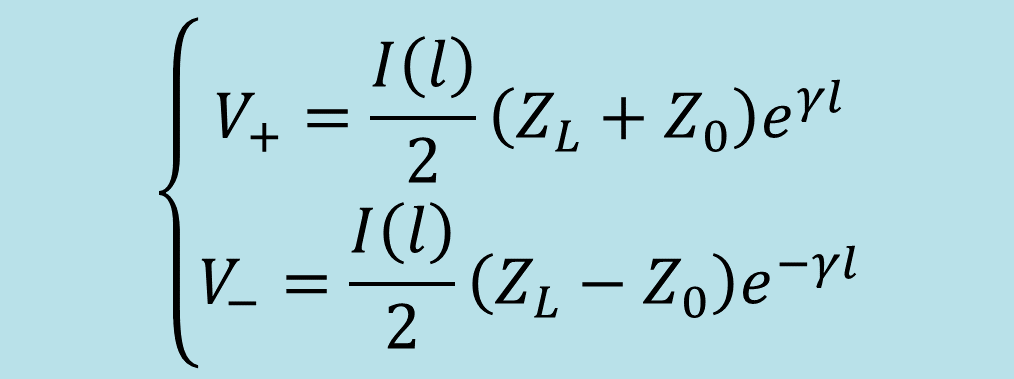 V₊ = I(l)/2 (Z_L + Z₀)e^{γl}
V₋ = I(l)/2 (Z_L − Z₀)e^{−γl}